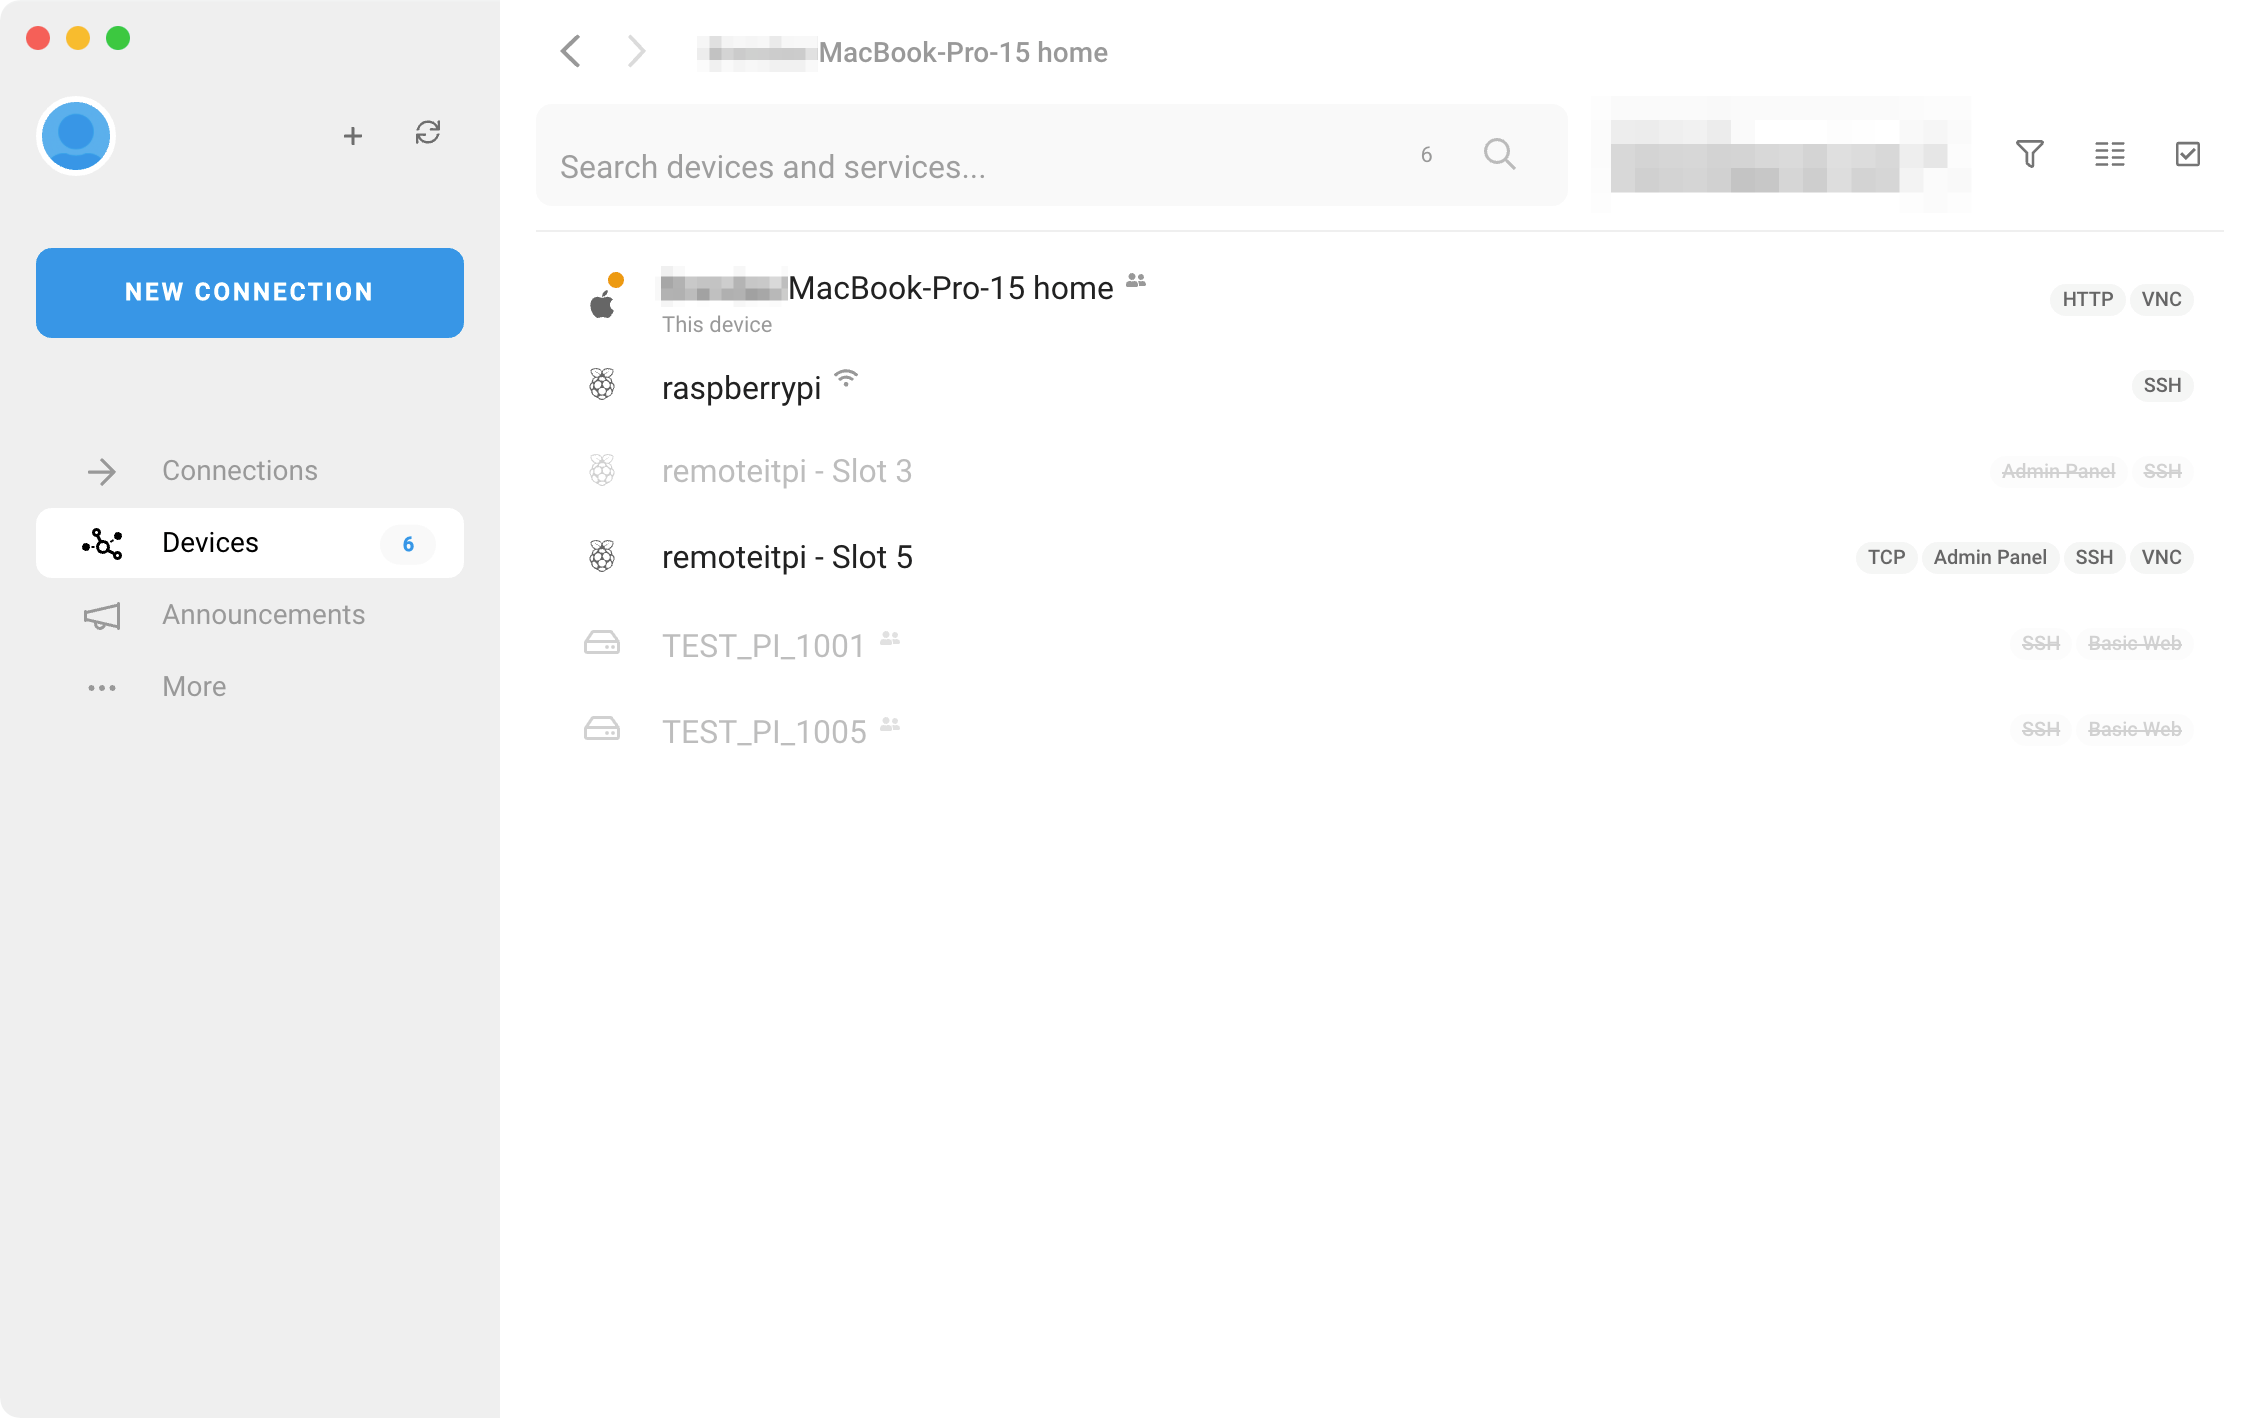 MacBook-Pro-15 home
Search devices and services...
6
NEW CONNECTION
Connections
Devices
6
Announcements
More
MacBook-Pro-15 home
This device
HTTP VNC
raspberrypi
SSH
remoteitpi - Slot 3
Admin Panel SSH
remoteitpi - Slot 5
TCP Admin Panel SSH VNC
TEST_PI_1001
SSH Basic Web
TEST_PI_1005
SSH Basic Web